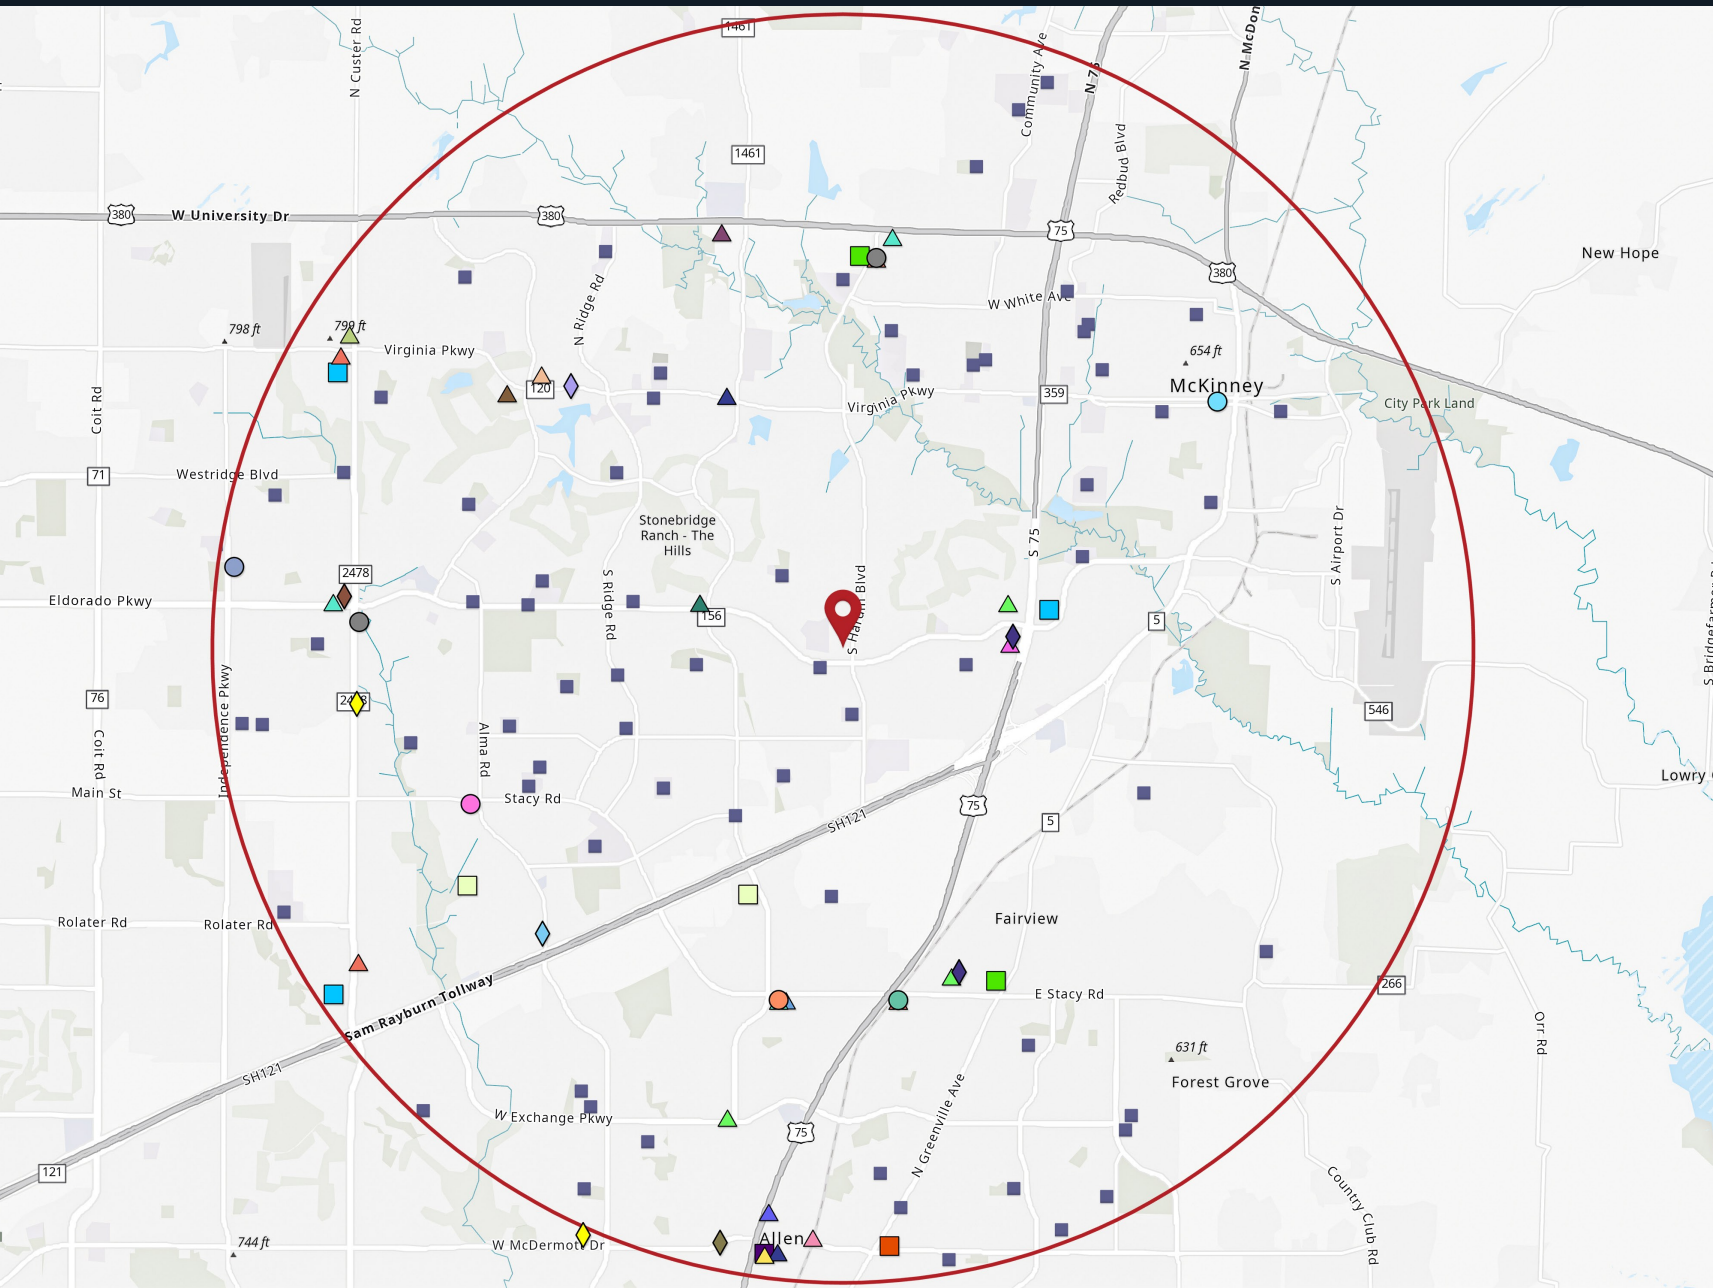 1461
N Custer Rd
Community Ave
N 75
N McDon
Redbud Blvd
1461
380
W University Dr
380
75
New Hope
380
N Ridge Rd
W White Ave
798 ft
799 ft
Virginia Pkwy
654 ft
120
McKinney
359
Virginia Pkwy
City Park Land
Coit Rd
71
Westridge Blvd
Stonebridge
Ranch - The
Hills
S 75
S Airport Dr
2478
Eldorado Pkwy
S Ridge Rd
156
S Hardin Blvd
5
Independence Pkwy
76
546
Coit Rd
Alma Rd
Main St
Stacy Rd
75
SH121
5
Lowry
Rolater Rd
Rolater Rd
Fairview
Sam Rayburn Tollway
E Stacy Rd
266
Orr Rd
631 ft
SH121
Forest Grove
W Exchange Pkwy
N Greenville Ave
75
121
Country Club Rd
744 ft
W McDermott Dr
Allen